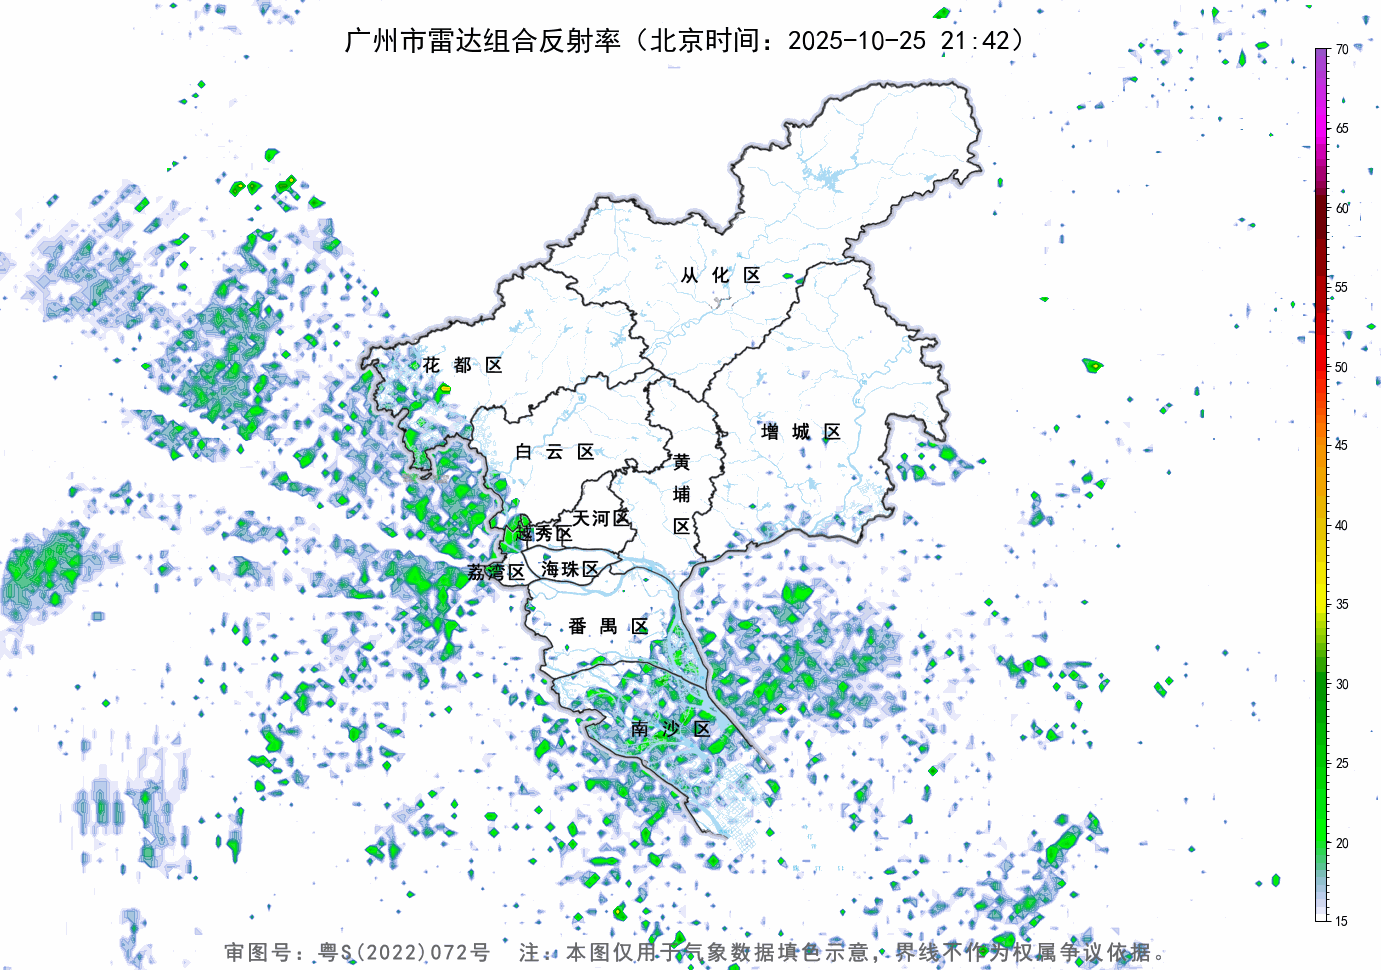 广州市雷达组合反射率（北京时间：2025-10-25 21:42）
70
65
60
55
50
45
40
35
30
25
20
15
从化区
花都区
增城区
白云区
黄埔区
天河区
越秀区
荔湾区
海珠区
番禺区
南沙区
审图号：粤S(2022)072号 注：本图仅用于气象数据填色示意，界线不作为权属争议依据。